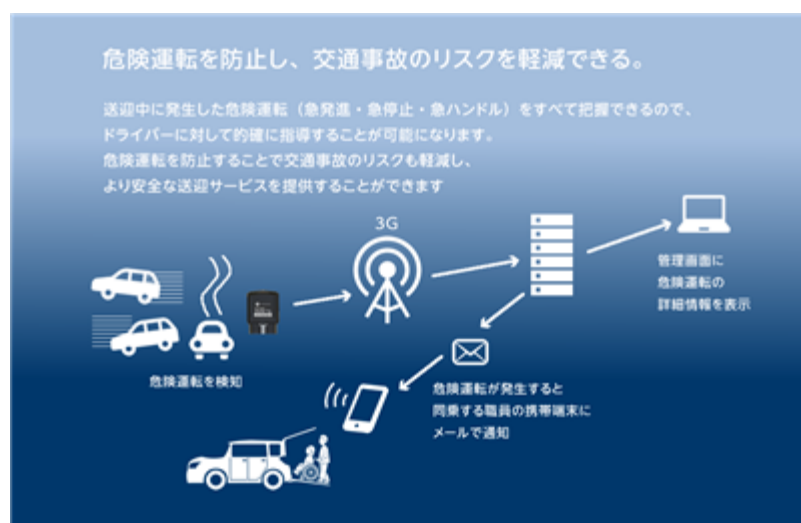 危険運転を防止し、交通事故のリスクを軽減できる。
送迎中に発生した危険運転（急発進・急停止・急ハンドル）をすべて把握できるので、
ドライバーに対して的確に指導することが可能になります。
危険運転を防止することで交通事故のリスクも軽減し、
より安全な送迎サービスを提供することができます
3G
管理画面に
危険運転の
詳細情報を表示
危険運転を検知
危険運転が発生すると
同乗する職員の携帯端末に
メールで通知